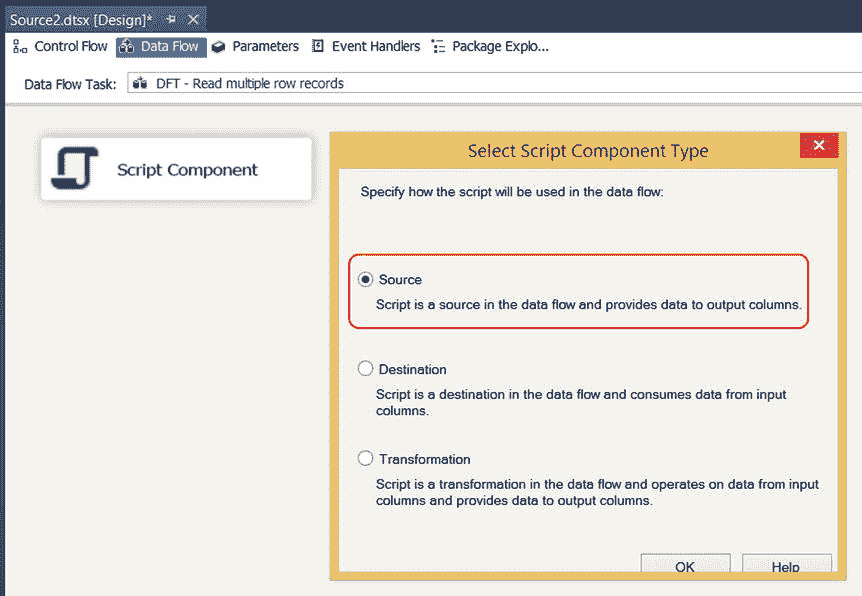 Source2.dtsx [Design]*
Control Flow Data Flow Parameters Event Handlers Package Explo...
Data Flow Task: DFT - Read multiple row records
Script Component
Select Script Component Type
Specify how the script will be used in the data flow:
Source
Script is a source in the data flow and provides data to output columns.
Destination
Script is a destination in the data flow and consumes data from input
columns.
Transformation
Script is a transformation in the data flow and operates on data from input
columns and provides data to output columns.
OK Help